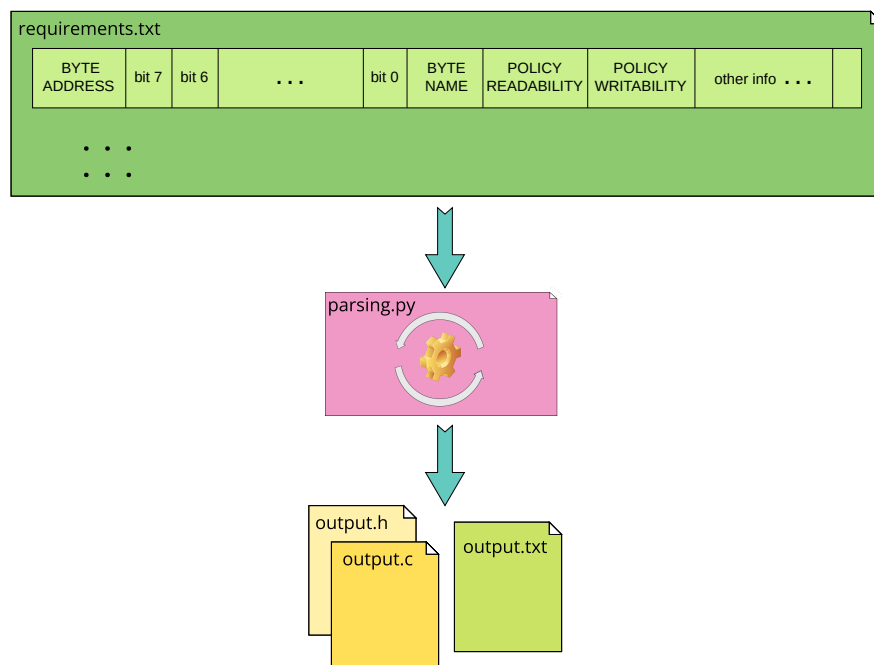 requirements.txt
BYTE ADDRESS
bit 7
bit 6
. . .
bit 0
BYTE NAME
POLICY READABILITY
POLICY WRITABILITY
other info . . .
. . .
. . .
parsing.py
output.h
output.c
output.txt